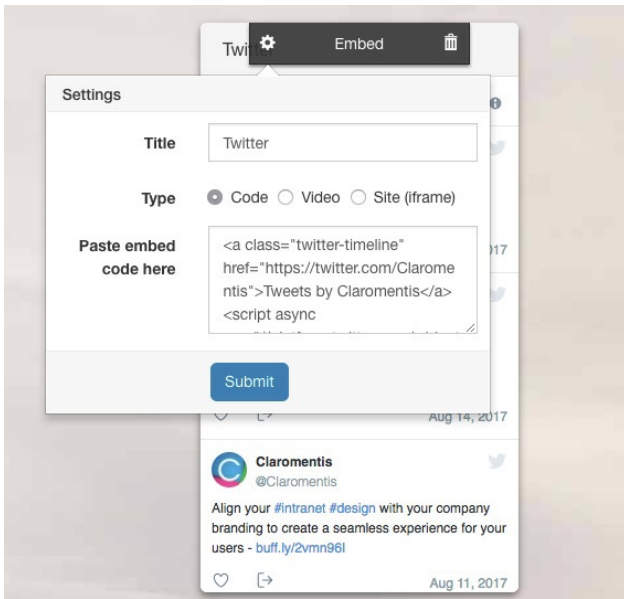 Twi
Embed
Settings
Title
Twitter
Type
Code
Video
Site (iframe)
Paste embed
code here
<a class="twitter-timeline"
href="https://twitter.com/Clarome
ntis">Tweets by Claromentis</a>
<script async
017
Submit
Aug 14, 2017
Claromentis
@Claromentis
Align your #intranet #design with your company
branding to create a seamless experience for your
users - buff.ly/2vmn96I
Aug 11, 2017